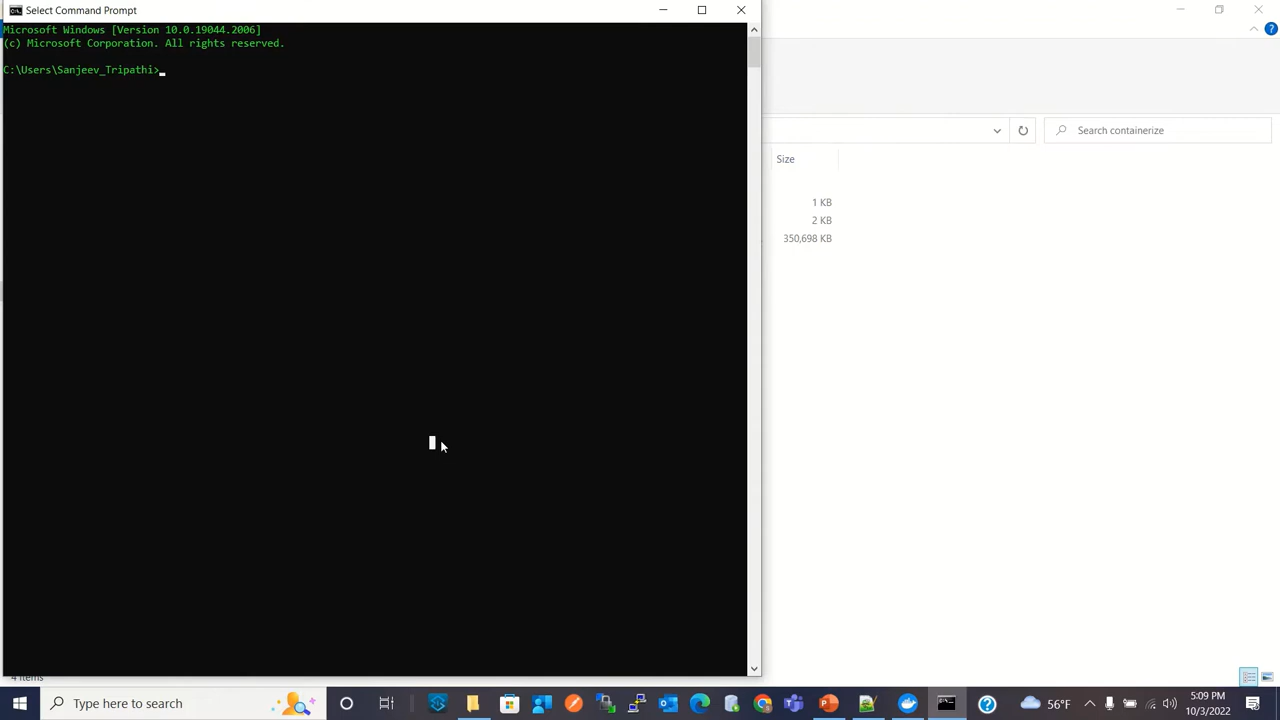 Select Command Prompt
Microsoft Windows [Version 10.0.19044.2006]
(c) Microsoft Corporation. All rights reserved.
C:\Users\Sanjeev_Tripathi>
Search containerize
Size
1 KB
2 KB
350,698 KB
4 items
Type here to search
56°F
5:09 PM
10/3/2022